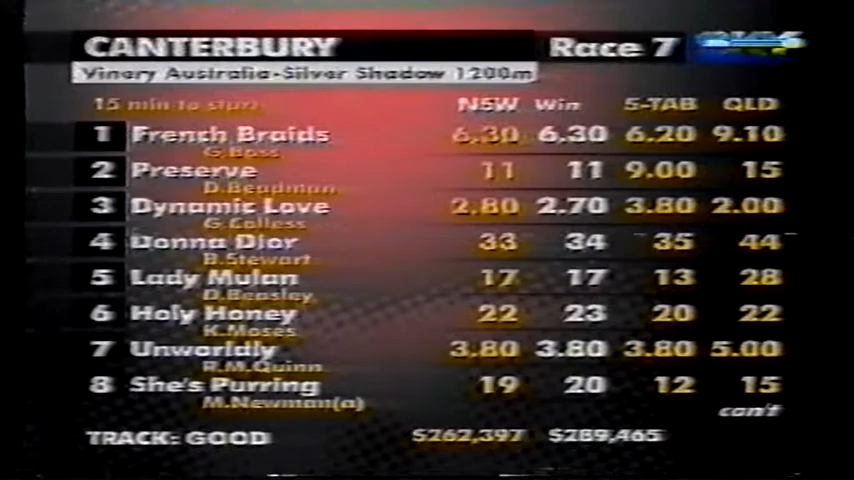 CANTERBURY Race 7
Vinery Australia-Silver Shadow 1200m
15 min to start NSW Win S-TAB QLD
1 French Braids 6.30 6.30 6.20 9.10
G.Boss
2 Preserve 11 11 9.00 15
D.Beadman
3 Dynamic Love 2.80 2.70 3.80 2.00
G.Colless
4 Donna Dior 33 34 35 44
B.Stewart
5 Lady Mulan 17 17 13 28
D.Beasley
6 Holy Honey 22 23 20 22
K.Moses
7 Unworldly 3.80 3.80 3.80 5.00
R.M.Quinn
8 She's Purring 19 20 12 15
M.Newman(a) can't
TRACK: GOOD $262,397 $289,465